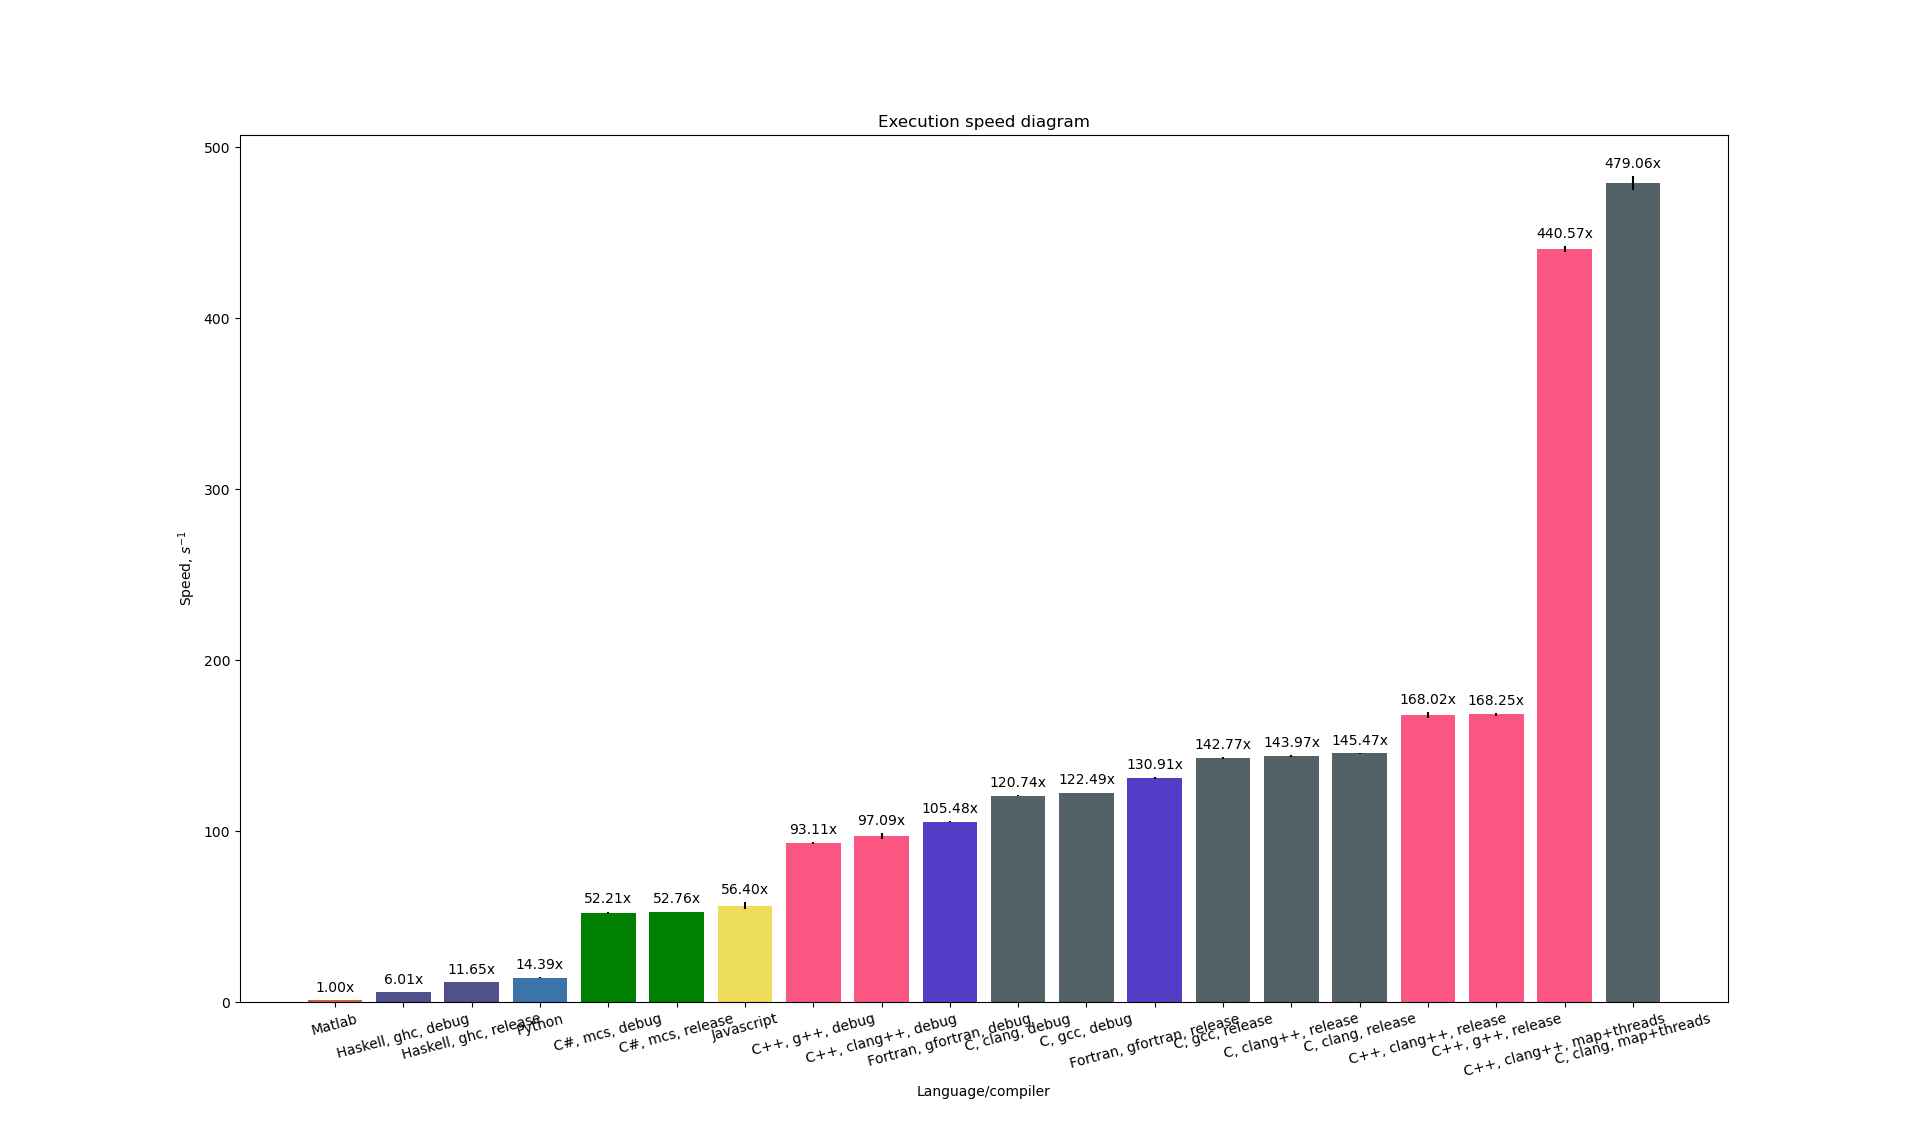 Execution speed diagram
500
400
300
200
100
0
Speed, s⁻¹
1.00x
6.01x
11.65x
14.39x
52.21x
52.76x
56.40x
93.11x
97.09x
105.48x
120.74x
122.49x
130.91x
142.77x
143.97x
145.47x
168.02x
168.25x
440.57x
479.06x
Matlab
Haskell, ghc, debug
Haskell, ghc, release
Python
C#, mcs, debug
C#, mcs, release
Javascript
C++, g++, debug
C++, clang++, debug
Fortran, gfortran, debug
C, clang, debug
C, gcc, debug
Fortran, gfortran, release
C, gcc, release
C, clang++, release
C, clang, release
C++, clang++, release
C++, g++, release
C++, clang++, map+threads
C, clang, map+threads
Language/compiler